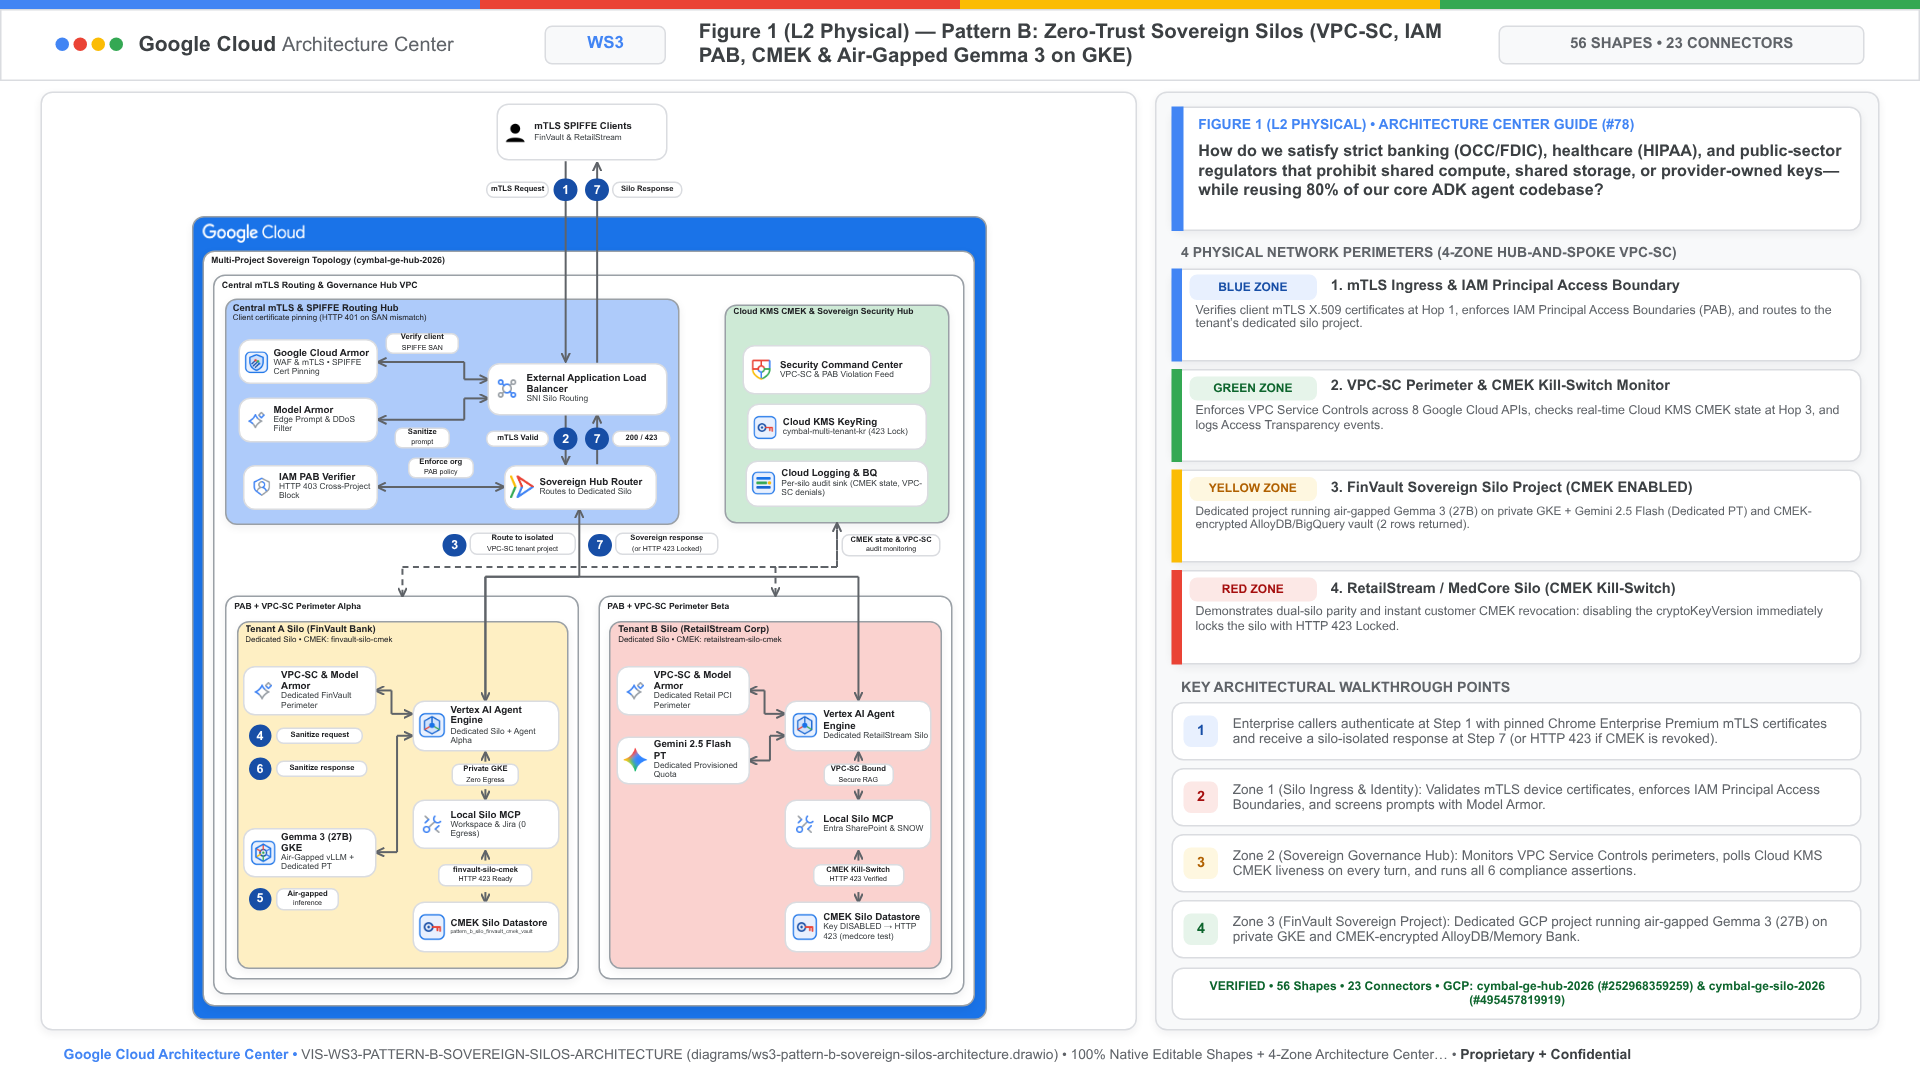 Google Cloud Architecture Center
WS3
Figure 1 (L2 Physical) — Pattern B: Zero-Trust Sovereign Silos (VPC-SC, IAM
PAB, CMEK & Air-Gapped Gemma 3 on GKE)
56 SHAPES • 23 CONNECTORS
mTLS SPIFFE Clients
FinVault & RetailStream
mTLS Request
1
7
Silo Response
Google Cloud
Multi-Project Sovereign Topology (cymbal-ge-hub-2026)
Central mTLS Routing & Governance Hub VPC
Central mTLS & SPIFFE Routing Hub
Client certificate pinning (HTTP 401 on SAN mismatch)
Verify client
SPIFFE SAN
Google Cloud Armor
WAF & mTLS • SPIFFE
Cert Pinning
External Application Load
Balancer
SNI Silo Routing
Model Armor
Edge Prompt & DDoS
Filter
Sanitize
prompt
mTLS Valid
2
7
200 / 423
Enforce org
PAB policy
IAM PAB Verifier
HTTP 403 Cross-Project
Block
Sovereign Hub Router
Routes to Dedicated Silo
Cloud KMS CMEK & Sovereign Security Hub
Security Command Center
VPC-SC & PAB Violation Feed
Cloud KMS KeyRing
cymbal-multi-tenant-kr (423 Lock)
Cloud Logging & BQ
Per-silo audit sink (CMEK state, VPC-
SC denials)
3
Route to isolated
VPC-SC tenant project
7
Sovereign response
(or HTTP 423 Locked)
CMEK state & VPC-SC
audit monitoring
PAB + VPC-SC Perimeter Alpha
Tenant A Silo (FinVault Bank)
Dedicated Silo • CMEK: finvault-silo-cmek
VPC-SC & Model
Armor
Dedicated FinVault
Perimeter
4
Sanitize request
6
Sanitize response
Vertex AI Agent
Engine
Dedicated Silo + Agent
Alpha
Private GKE
Zero Egress
Local Silo MCP
Workspace & Jira (0
Egress)
Gemma 3 (27B)
GKE
Air-Gapped vLLM +
Dedicated PT
5
Air-gapped
inference
finvault-silo-cmek
HTTP 423 Ready
CMEK Silo Datastore
pattern_b_silo_finvault_cmek_vault
PAB + VPC-SC Perimeter Beta
Tenant B Silo (RetailStream Corp)
Dedicated Silo • CMEK: retailstream-silo-cmek
VPC-SC & Model
Armor
Dedicated Retail PCI
Perimeter
Gemini 2.5 Flash
PT
Dedicated Provisioned
Quota
Vertex AI Agent
Engine
Dedicated RetailStream Silo
VPC-SC Bound
Secure RAG
Local Silo MCP
Entra SharePoint & SNOW
CMEK Kill-Switch
HTTP 423 Verified
CMEK Silo Datastore
Key DISABLED → HTTP
423 (medcore test)
FIGURE 1 (L2 PHYSICAL) • ARCHITECTURE CENTER GUIDE (#78)
How do we satisfy strict banking (OCC/FDIC), healthcare (HIPAA), and public-sector
regulators that prohibit shared compute, shared storage, or provider-owned keys—
while reusing 80% of our core ADK agent codebase?
4 PHYSICAL NETWORK PERIMETERS (4-ZONE HUB-AND-SPOKE VPC-SC)
BLUE ZONE
1. mTLS Ingress & IAM Principal Access Boundary
Verifies client mTLS X.509 certificates at Hop 1, enforces IAM Principal Access Boundaries (PAB), and routes to the
tenant's dedicated silo project.
GREEN ZONE
2. VPC-SC Perimeter & CMEK Kill-Switch Monitor
Enforces VPC Service Controls across 8 Google Cloud APIs, checks real-time Cloud KMS CMEK state at Hop 3, and
logs Access Transparency events.
YELLOW ZONE
3. FinVault Sovereign Silo Project (CMEK ENABLED)
Dedicated project running air-gapped Gemma 3 (27B) on private GKE + Gemini 2.5 Flash (Dedicated PT) and CMEK-
encrypted AlloyDB/BigQuery vault (2 rows returned).
RED ZONE
4. RetailStream / MedCore Silo (CMEK Kill-Switch)
Demonstrates dual-silo parity and instant customer CMEK revocation: disabling the cryptoKeyVersion immediately
locks the silo with HTTP 423 Locked.
KEY ARCHITECTURAL WALKTHROUGH POINTS
1
Enterprise callers authenticate at Step 1 with pinned Chrome Enterprise Premium mTLS certificates
and receive a silo-isolated response at Step 7 (or HTTP 423 if CMEK is revoked).
2
Zone 1 (Silo Ingress & Identity): Validates mTLS device certificates, enforces IAM Principal Access
Boundaries, and screens prompts with Model Armor.
3
Zone 2 (Sovereign Governance Hub): Monitors VPC Service Controls perimeters, polls Cloud KMS
CMEK liveness on every turn, and runs all 6 compliance assertions.
4
Zone 3 (FinVault Sovereign Project): Dedicated GCP project running air-gapped Gemma 3 (27B) on
private GKE and CMEK-encrypted AlloyDB/Memory Bank.
VERIFIED • 56 Shapes • 23 Connectors • GCP: cymbal-ge-hub-2026 (#252968359259) & cymbal-ge-silo-2026
(#495457819919)
Google Cloud Architecture Center • VIS-WS3-PATTERN-B-SOVEREIGN-SILOS-ARCHITECTURE (diagrams/ws3-pattern-b-sovereign-silos-architecture.drawio) • 100% Native Editable Shapes + 4-Zone Architecture Center… • Proprietary + Confidential